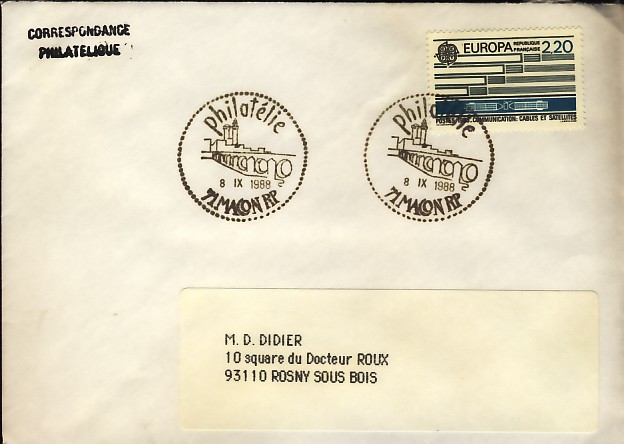 CORRESPONDANCE
PHILATELIQUE
EUROPA RÉPUBLIQUE FRANÇAISE 2,20
COMMUNICATION: CABLES ET SATELLITES
Philatélie
8 IX 1988
71 MACON RP
Philatélie
8 IX 1988
71 MACON RP
M. D. DIDIER
10 square du Docteur ROUX
93110 ROSNY SOUS BOIS